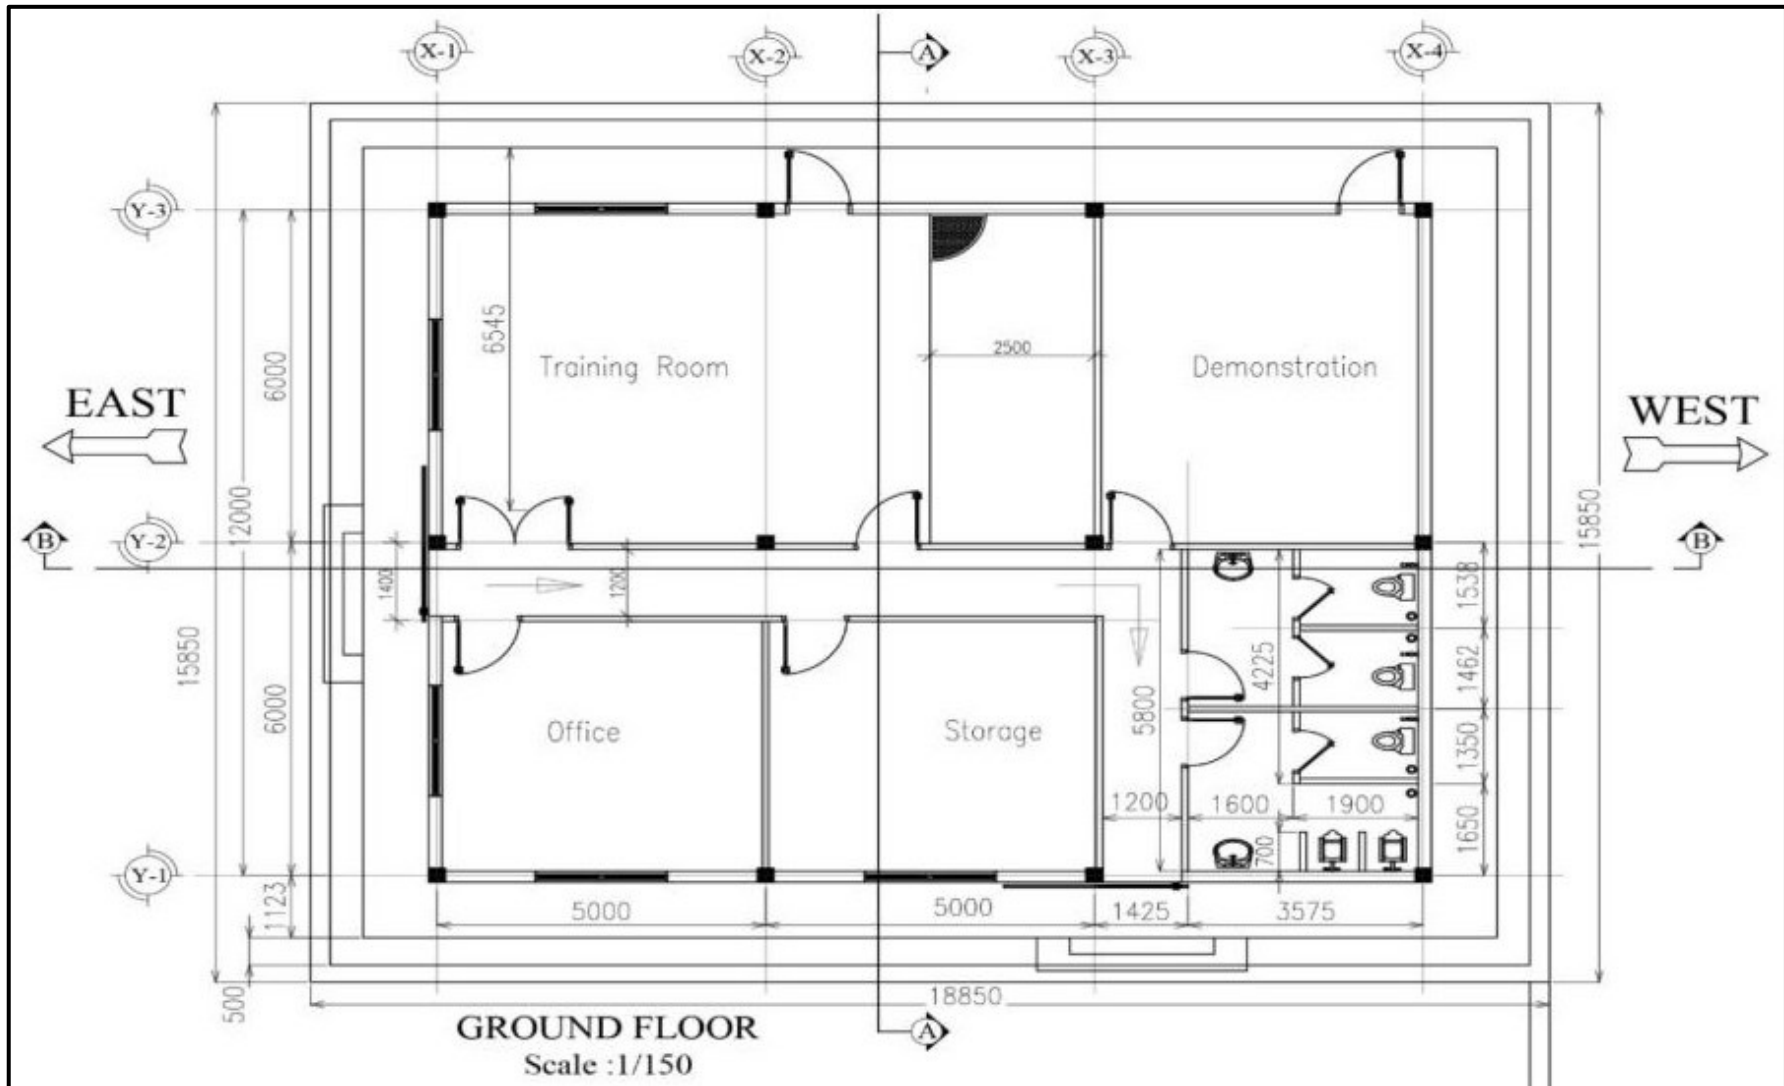 X-1
X-2
A
X-3
X-4
Y-3
6545
6000
Training Room
2500
Demonstration
EAST
WEST
12000
15850
B
Y-2
B
1400
1200
1538
15850
4225
1462
6000
5800
Office
Storage
1350
1200
1600
1900
1650
700
Y-1
1123
5000
5000
1425
3575
500
18850
GROUND FLOOR
A
Scale :1/150